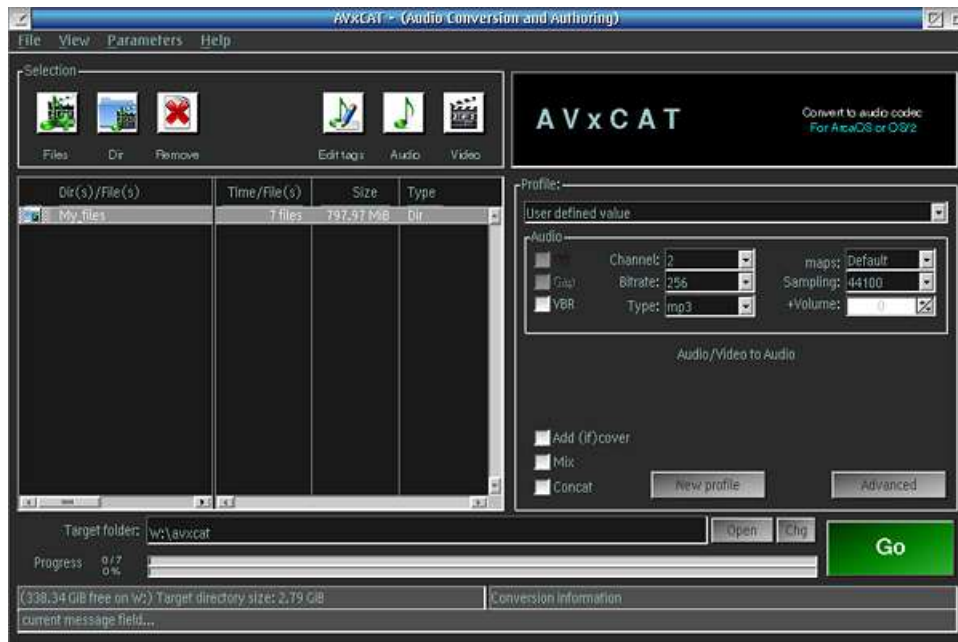 AVxCAT - (Audio Conversion and Authoring)
File View Parameters Help
Selection
Files Dir Remove Edit tags Audio Video
AVxCAT
Convert to audio codec
For ArcaOS or OS/2
Dir(s)/File(s) Time/File(s) Size Type
My_files 7 files 797.97 MiB Dir
Profile:
User defined value
Audio
Channel: 2 maps: Default
Gap Bitrate: 256 Sampling: 44100
VBR Type: mp3 +Volume: 0
Audio/Video to Audio
Add (if)cover
Mix
Concat New profile Advanced
Target folder: W:\avxcat Open Chg
Go
Progress 0/7
0 %
(338.34 GiB free on W:) Target directory size: 2.79 GiB Conversion information
current message field...